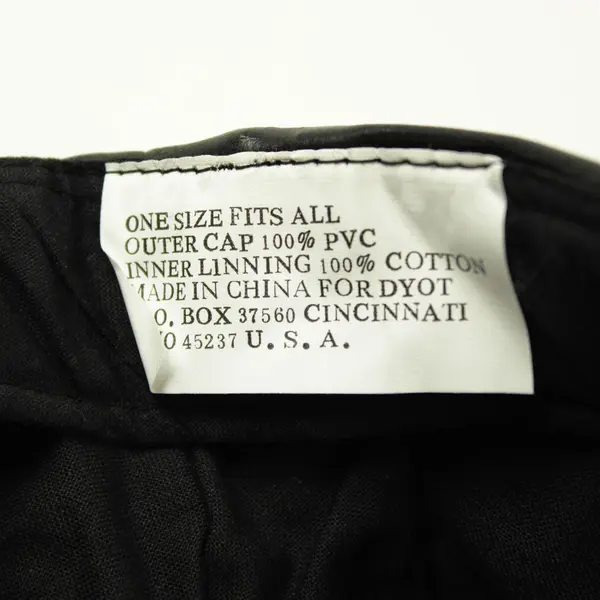 ONE SIZE FITS ALL
OUTER CAP 100% PVC
INNER L1NNING 100% COTTON
MADE IN CHINA FOR DYOT
O. BOX 37560 CINCINNATI
45237 U. S. A.